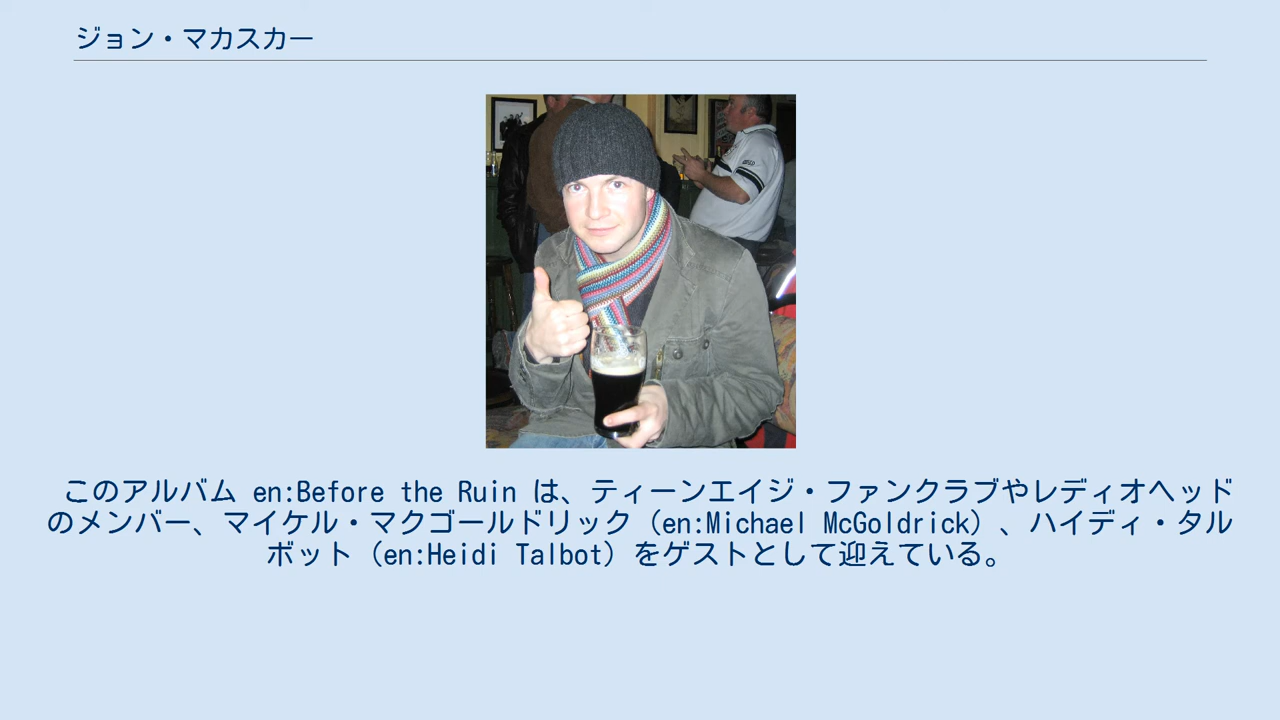 ジョン・マカスカー
このアルバム en:Before the Ruin は、ティーンエイジ・ファンクラブやレディオヘッド
のメンバー、マイケル・マクゴールドリック（en:Michael McGoldrick）、ハイディ・タル
ボット（en:Heidi Talbot）をゲストとして迎えている。